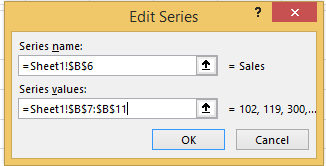 Edit Series
?
Series name:
=Sheet1!$B$6 = Sales
Series values:
=Sheet1!$B$7:$B$11 = 102, 119, 300,...
OK Cancel